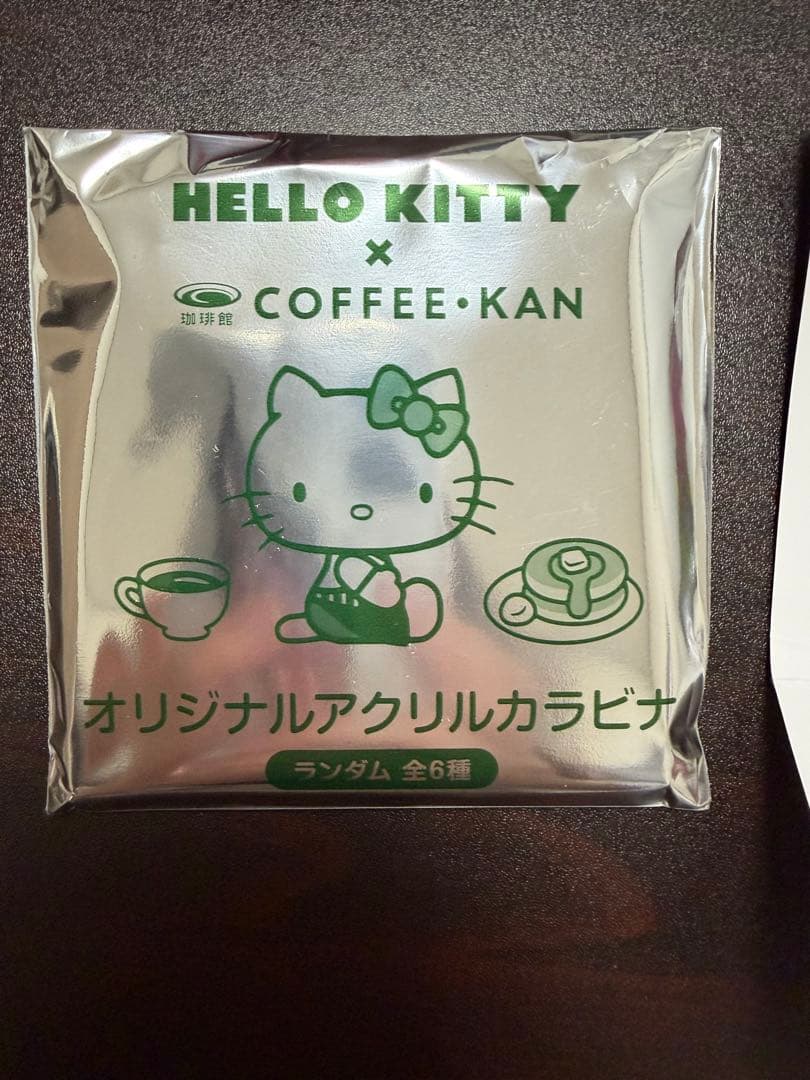 HELLO KITTY
×
珈琲館 COFFEE・KAN
オリジナルアクリルカラビナ
ランダム 全6種